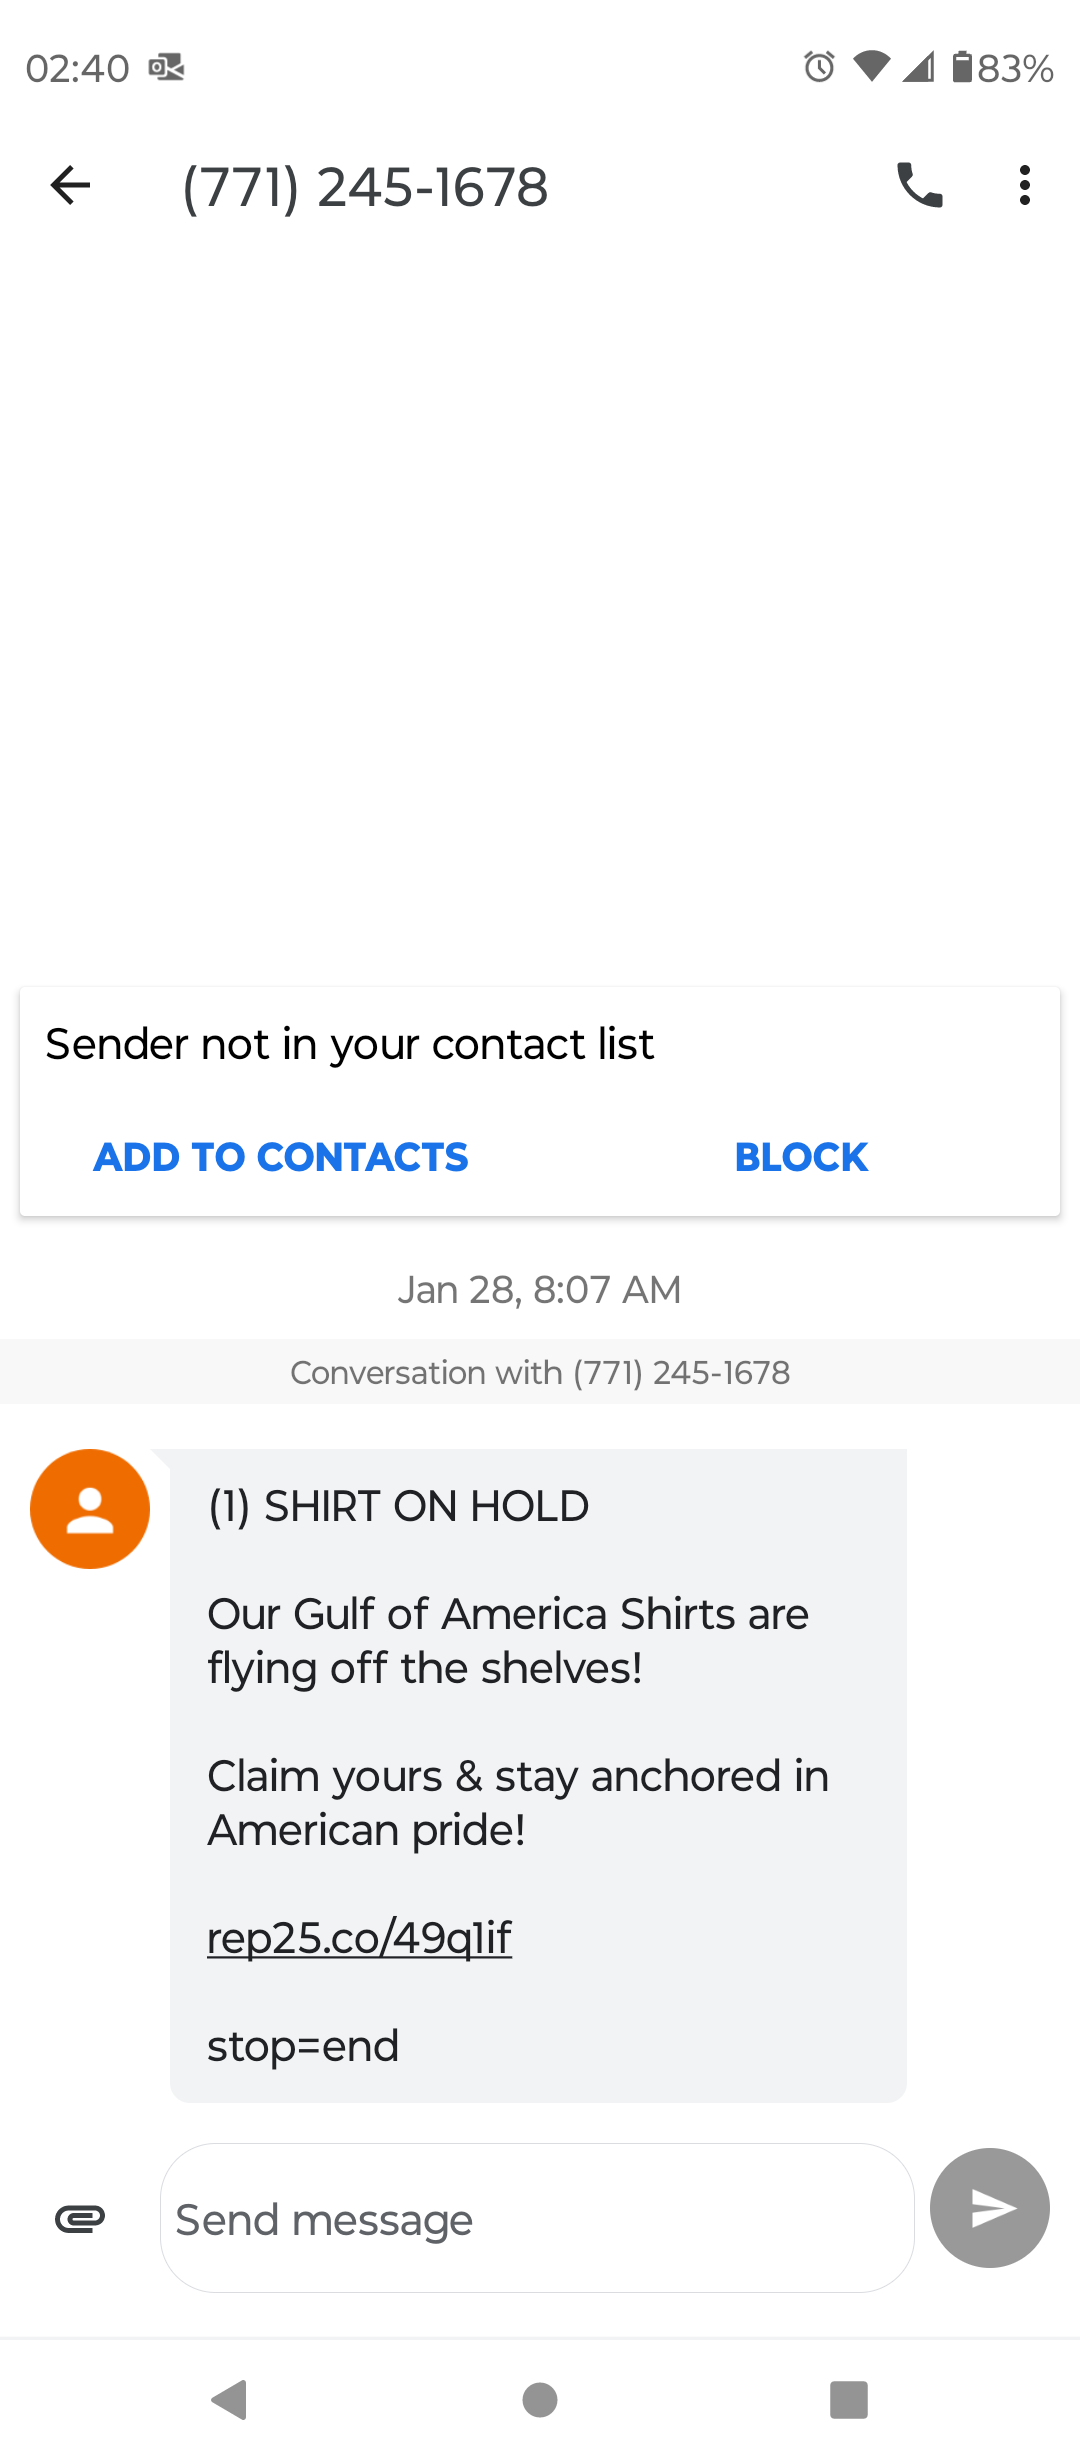 02:40 83%
(771) 245-1678
Sender not in your contact list
ADD TO CONTACTS BLOCK
Jan 28, 8:07 AM
Conversation with (771) 245-1678
(1) SHIRT ON HOLD
Our Gulf of America Shirts are
flying off the shelves!
Claim yours & stay anchored in
American pride!
rep25.co/49q1if
stop=end
Send message